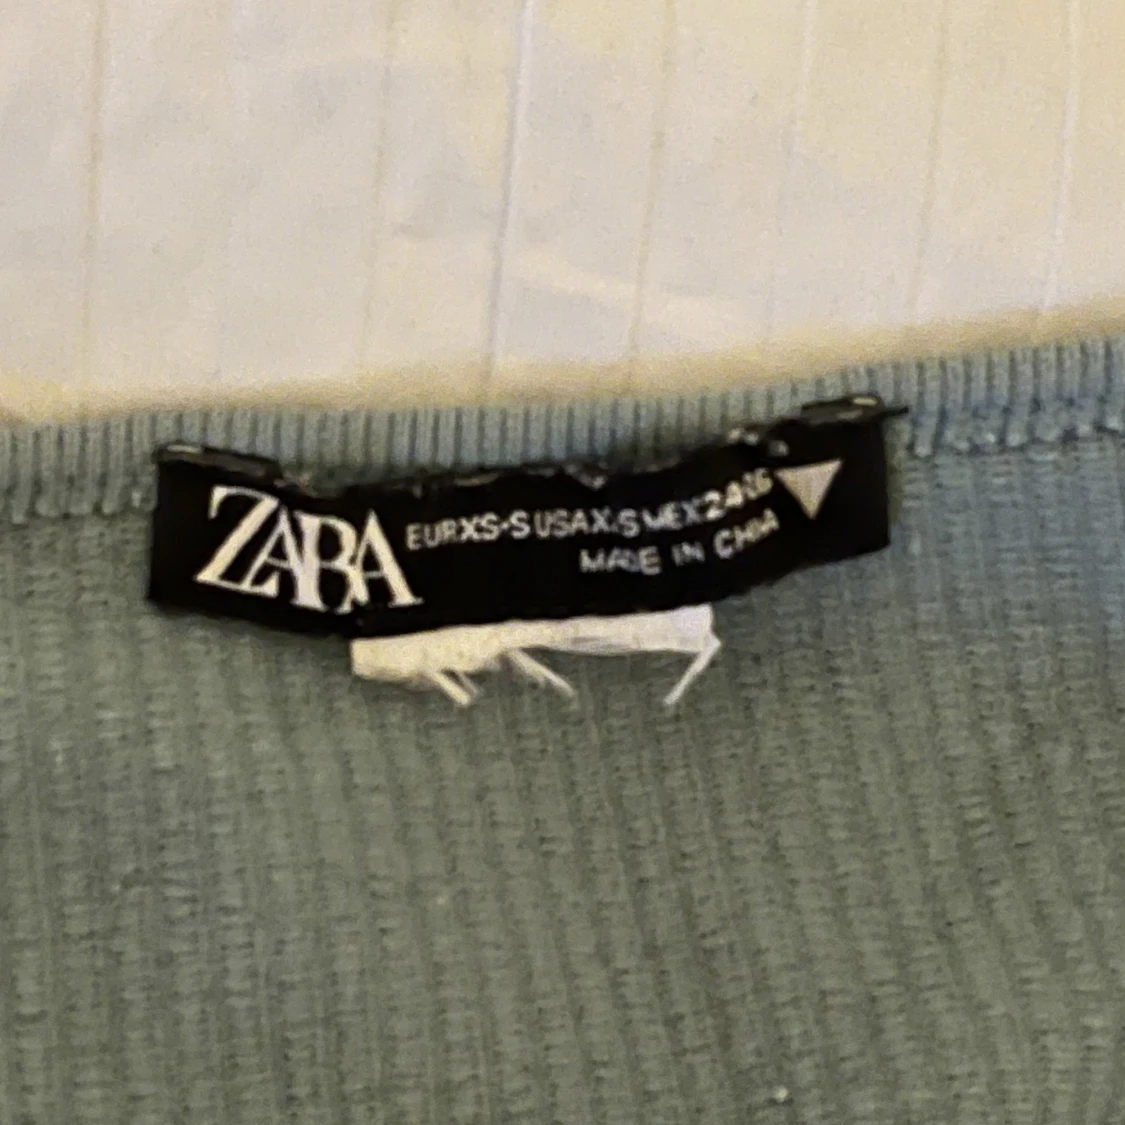 ZARA
EUR XS-S USA XS-S MEX 24-26
MADE IN CHINA